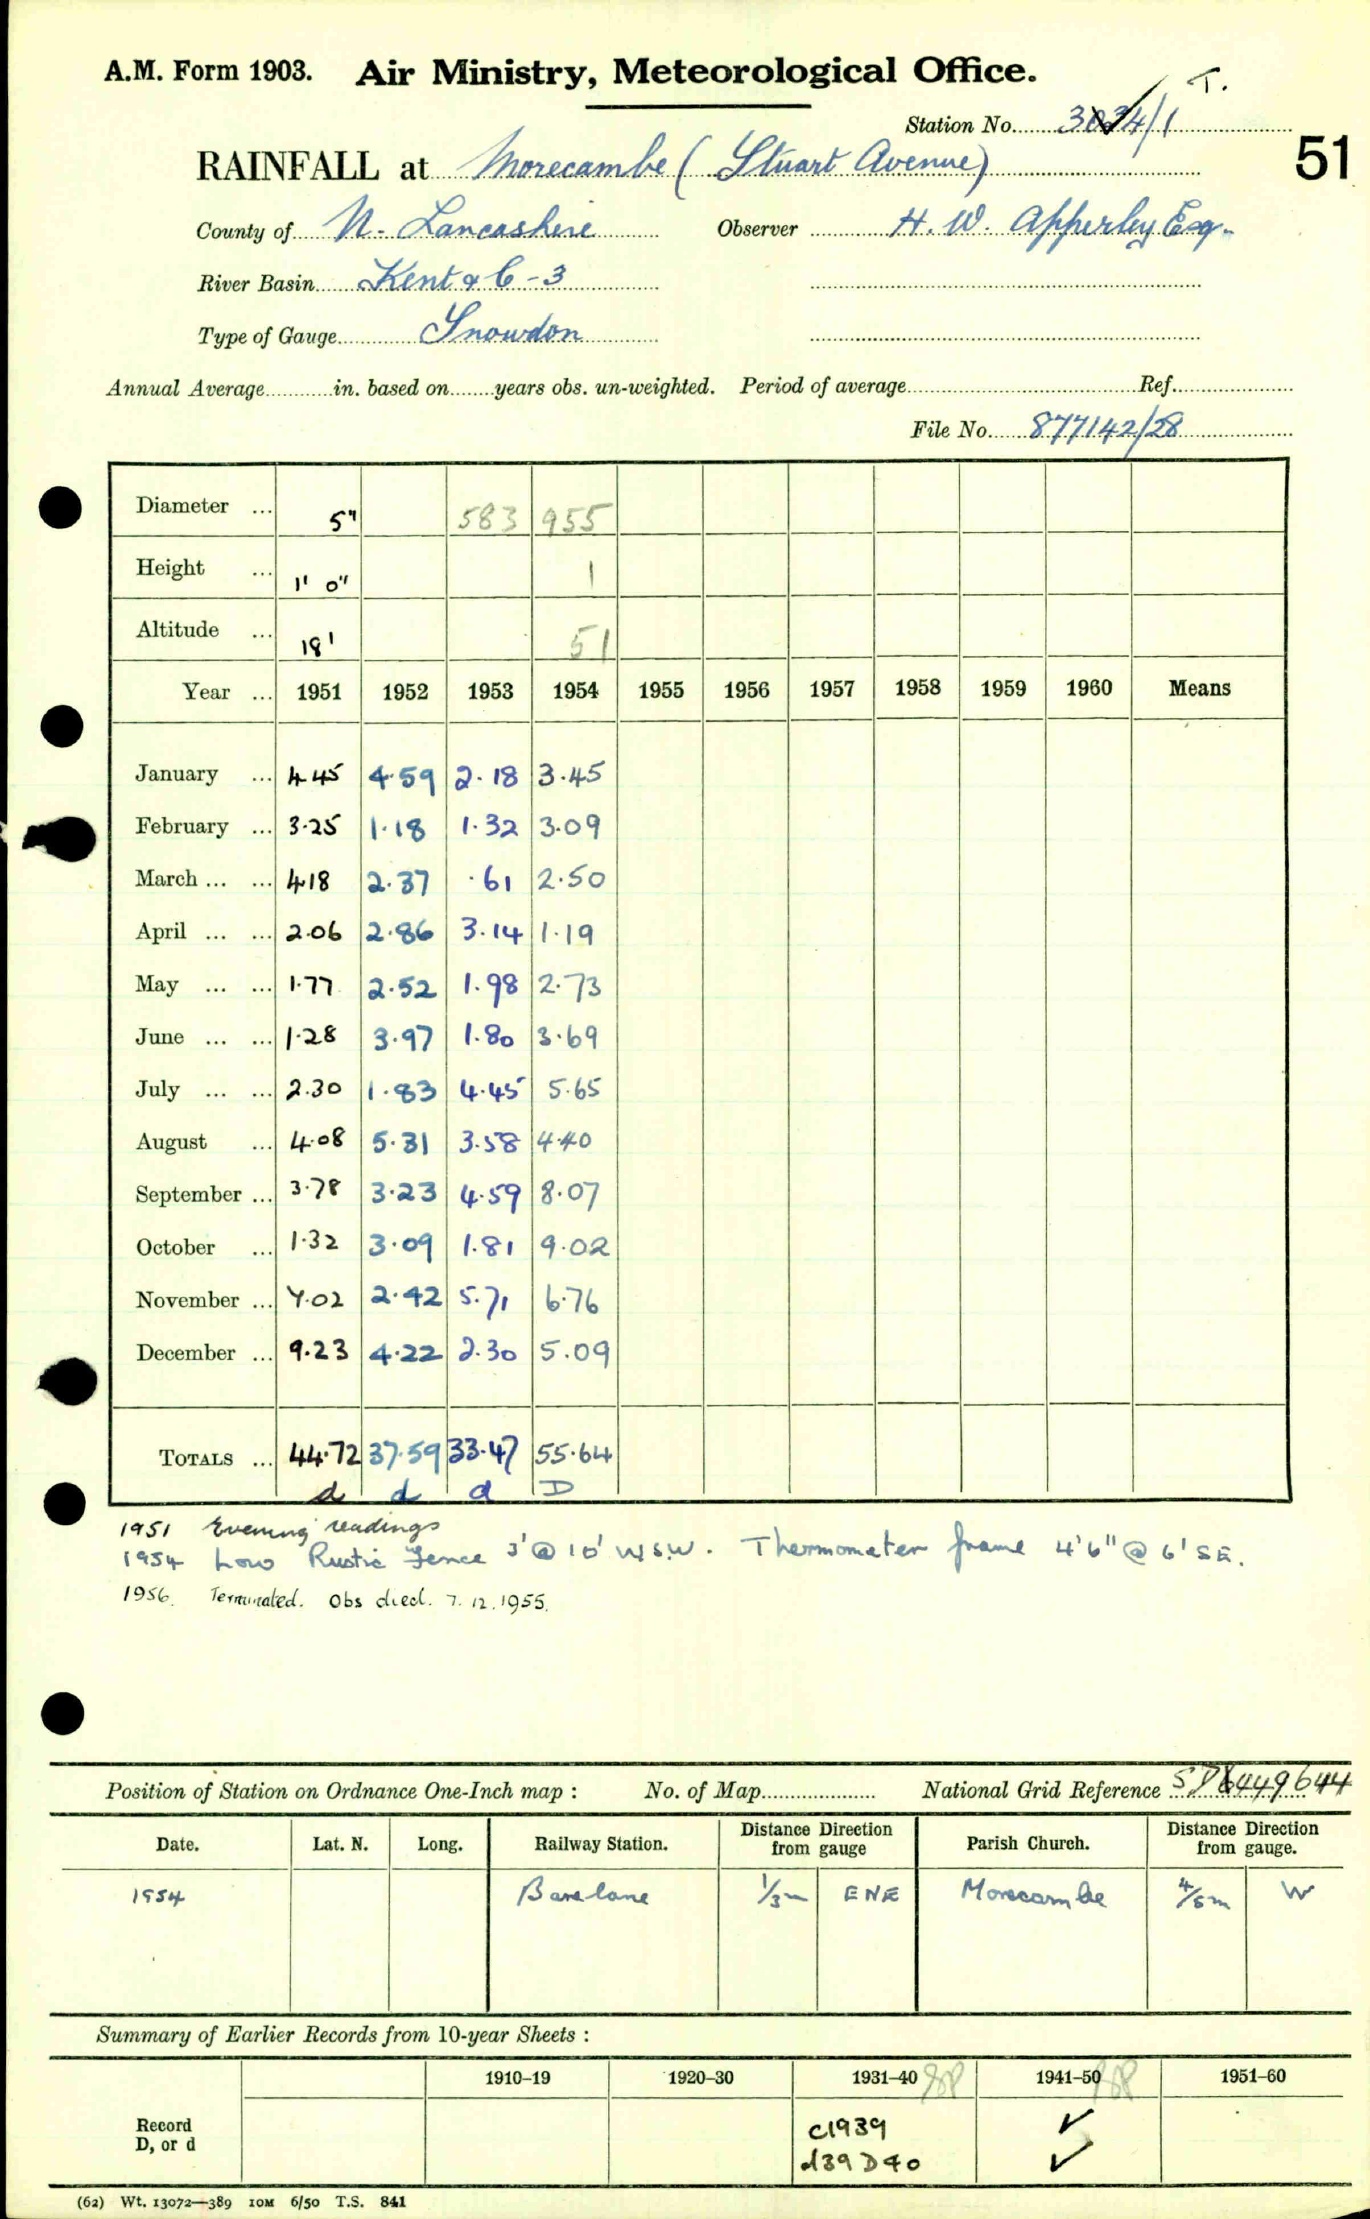 A.M. Form 1903. Air Ministry, Meteorological Office.
T.
Station No. 3034/1
51
RAINFALL at Morecambe (Stuart Avenue)
County of N. Lancashire Observer H. W. Apperley Esq.
River Basin Kent & C-3
Type of Gauge Snowdon
Annual Average in. based on years obs. un-weighted. Period of average Ref.
File No. 877142/28
Diameter ... 5" 583 955
Height ... 1' 0" 1
Altitude ... 18' 51
Year ... 1951 1952 1953 1954 1955 1956 1957 1958 1959 1960 Means
January ... 4.45 4.59 2.18 3.45
February ... 3.25 1.18 1.32 3.09
March ... ... 4.18 2.37 .61 2.50
April ... ... 2.06 2.86 3.14 1.19
May ... ... 1.77 2.52 1.98 2.73
June ... ... 1.28 3.97 1.80 3.69
July ... ... 2.30 1.83 4.45 5.65
August ... 4.08 5.31 3.58 4.40
September ... 3.78 3.23 4.59 8.07
October ... 1.32 3.09 1.81 9.02
November ... 7.02 2.42 5.71 6.76
December ... 9.23 4.22 2.30 5.09
TOTALS ... 44.72 37.59 33.47 55.64
d d d D
1951 Evening readings
1954 Low Rustic Fence 3' @ 10' WSW. Thermometer frame 4'6" @ 6' SE.
1956. Terminated. Obs died. 7.12.1955.
Position of Station on Ordnance One-Inch map : No. of Map National Grid Reference SD 6449644
Date. Lat. N. Long. Railway Station. Distance from gauge Direction Parish Church. Distance from gauge. Direction
1954 Bare Lane 1/3 m ENE Morecambe 4/5 m W
Summary of Earlier Records from 10-year Sheets :
1910–19 1920–30 1931–40 1941–50 1951–60
Record D, or d
c1939 ✓
d39 D40 ✓
(62) Wt. 13072—389 10M 6/50 T.S. 841